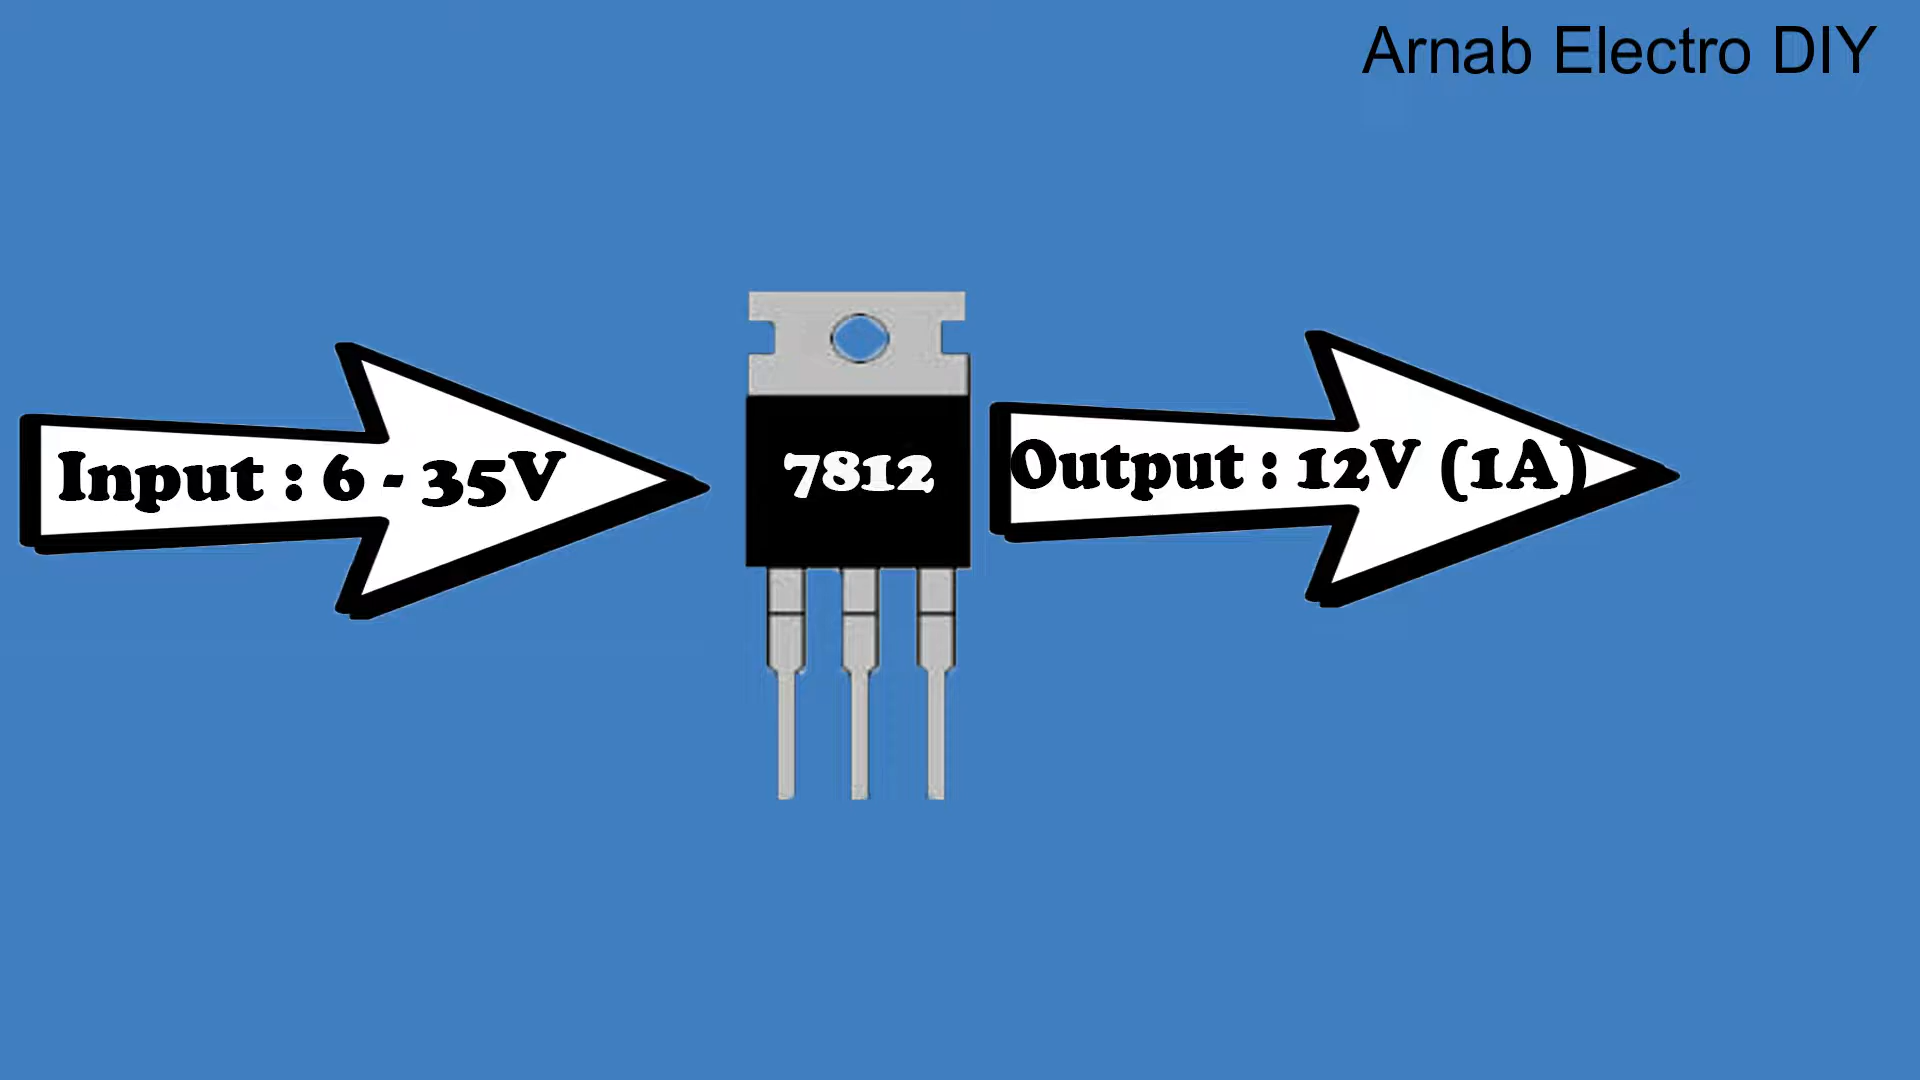 Arnab Electro DIY
Input : 6 - 35V
7812
Output : 12V (1A)